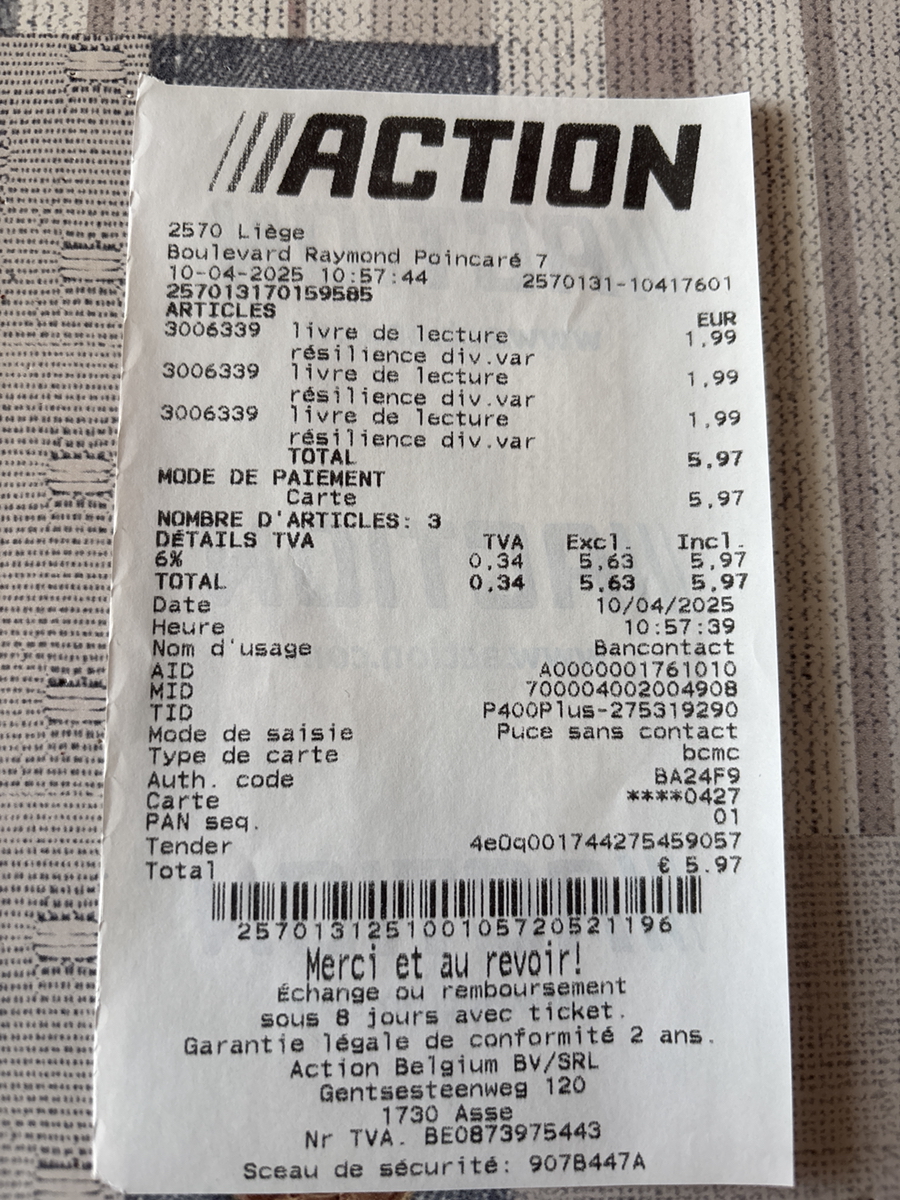 ///ACTION
2570 Liège
Boulevard Raymond Poincaré 7
10-04-2025 10:57:44 2570131-10417601
257013170159585
ARTICLES EUR
3006339 livre de lecture 1,99
résilience div.var
3006339 livre de lecture 1,99
résilience div.var
3006339 livre de lecture 1,99
résilience div.var
TOTAL 5,97
MODE DE PAIEMENT
Carte 5,97
NOMBRE D'ARTICLES: 3
DÉTAILS TVA TVA Excl. Incl.
6% 0,34 5,63 5,97
TOTAL 0,34 5,63 5,97
Date 10/04/2025
Heure 10:57:39
Nom d'usage Bancontact
AID A0000001761010
MID 700004002004908
TID P400Plus-275319290
Mode de saisie Puce sans contact
Type de carte bcmc
Auth. code BA24F9
Carte ****0427
PAN seq. 01
Tender 4e0q001744275459057
Total € 5.97
257013125100105720521196
Merci et au revoir!
Échange ou remboursement
sous 8 jours avec ticket.
Garantie légale de conformité 2 ans.
Action Belgium BV/SRL
Gentsesteenweg 120
1730 Asse
Nr TVA. BE0873975443
Sceau de sécurité: 907B447A